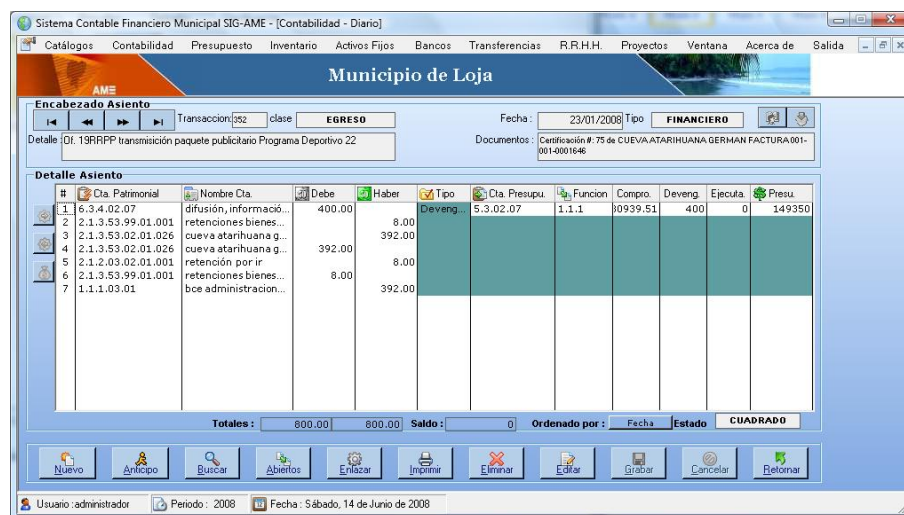 Sistema Contable Financiero Municipal SIG-AME - [Contabilidad - Diario]
Catálogos Contabilidad Presupuesto Inventario Activos Fijos Bancos Transferencias R.R.H.H. Proyectos Ventana Acerca de Salida
AME Municipio de Loja
Encabezado Asiento
Transaccion: 352 clase EGRESO Fecha : 23/01/2008 Tipo FINANCIERO
Detalle : Of. 19RRPP transmisición paquete publicitario Programa Deportivo 22 Documentos : Certificación #: 75 de CUEVA ATARIHUANA GERMAN FACTURA 001-
001-0001646
Detalle Asiento
# Cta. Patrimonial Nombre Cta. Debe Haber Tipo Cta. Presupu. Funcion Compro. Deveng. Ejecuta. Presu.
1 6.3.4.02.07 difusión, informació... 400.00 Deveng... 5.3.02.07 1.1.1 30939.51 400 0 149350
2 2.1.3.53.99.01.001 retenciones bienes... 8.00
3 2.1.3.53.02.01.026 cueva atarihuana g... 392.00
4 2.1.3.53.02.01.026 cueva atarihuana g... 392.00
5 2.1.2.03.02.01.001 retención por ir 8.00
6 2.1.3.53.99.01.001 retenciones bienes... 8.00
7 1.1.1.03.01 bce administracion... 392.00
Totales : 800.00 800.00 Saldo : 0 Ordenado por : Fecha Estado CUADRADO
Nuevo Anticipo Buscar Abiertos Enlazar Imprimir Eliminar Editar Grabar Cancelar Retornar
Usuario :administrador Periodo : 2008 Fecha : Sábado, 14 de Junio de 2008